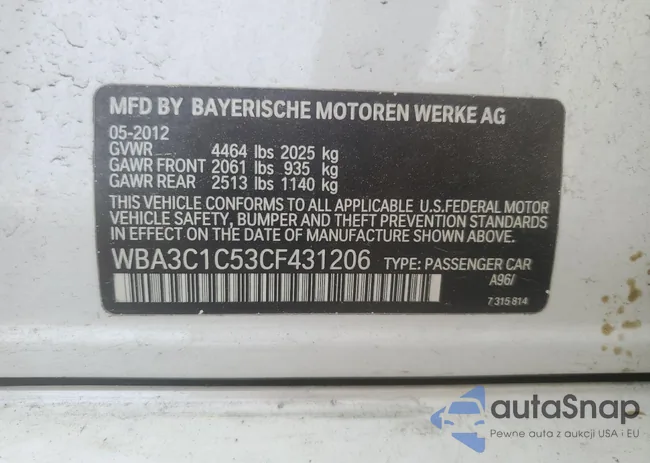 MFD BY BAYERISCHE MOTOREN WERKE AG
05-2012
GVWR 4464 lbs 2025 kg
GAWR FRONT 2061 lbs 935 kg
GAWR REAR 2513 lbs 1140 kg
THIS VEHICLE CONFORMS TO ALL APPLICABLE U.S.FEDERAL MOTOR
VEHICLE SAFETY, BUMPER AND THEFT PREVENTION STANDARDS
IN EFFECT ON THE DATE OF MANUFACTURE SHOWN ABOVE.
WBA3C1C53CF431206 TYPE: PASSENGER CAR
A96/
7 315 814
autoSnap
Pewne auta z aukcji USA i EU